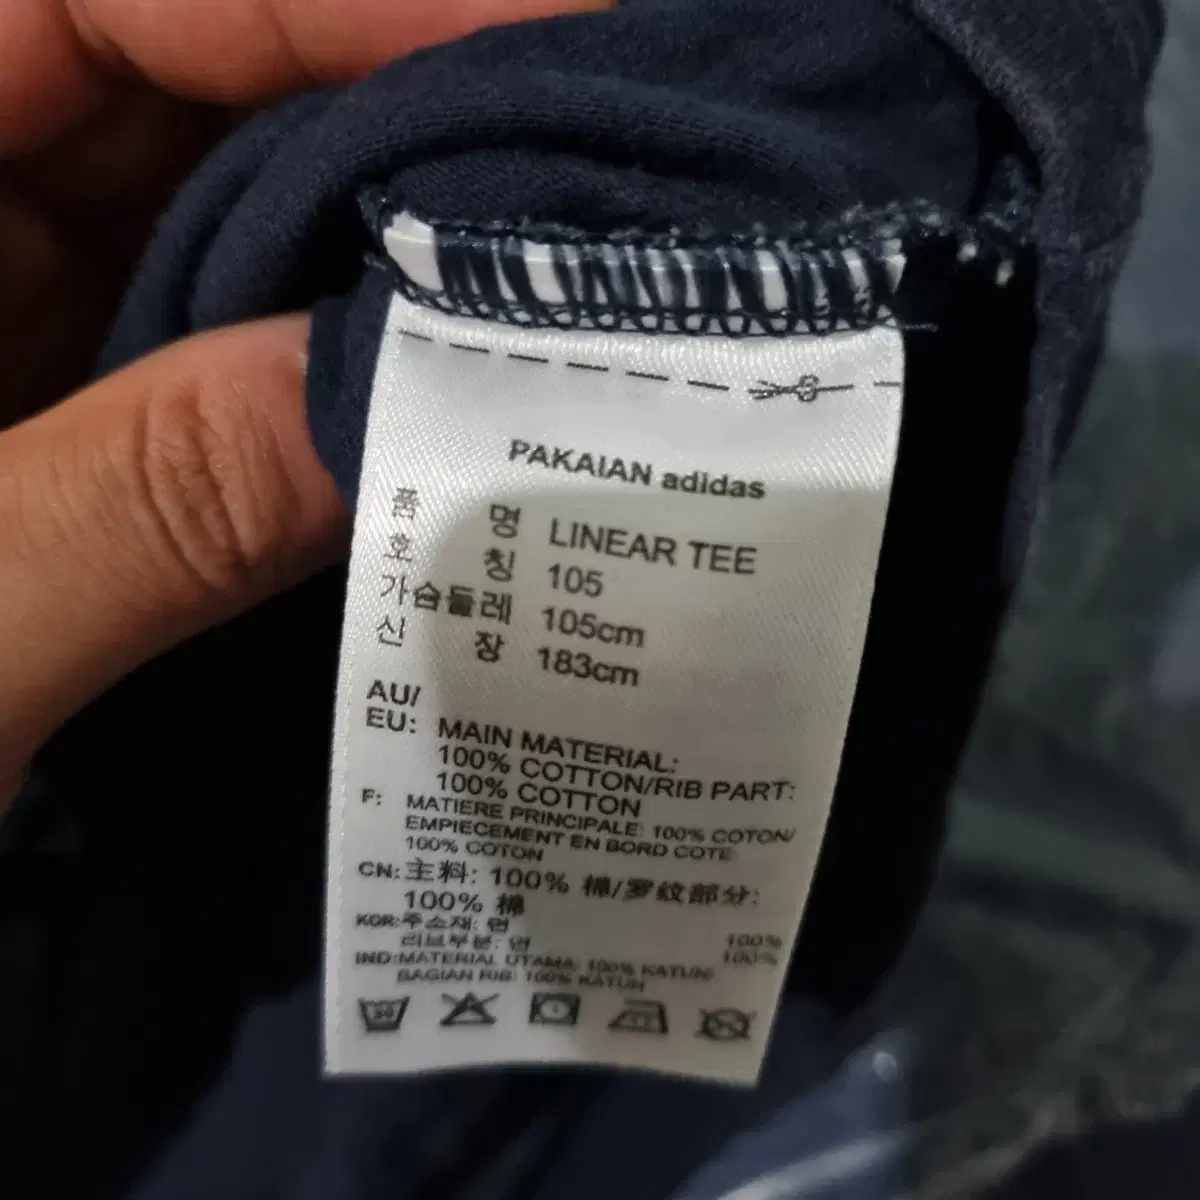 PAKAIAN adidas
품 명 LINEAR TEE
호 칭 105
가슴둘레 105cm
신 장 183cm
AU/
EU: MAIN MATERIAL:
100% COTTON/RIB PART:
100% COTTON
F: MATIERE PRINCIPALE: 100% COTON/
EMPIECEMENT EN BORD COTE:
100% COTON
CN:主料: 100% 棉/罗纹部分:
100% 棉
KOR:주소재: 면 100%
리브부분: 면 100%
IND:MATERIAL UTAMA: 100% KATUN/
BAGIAN RIB: 100% KATUN